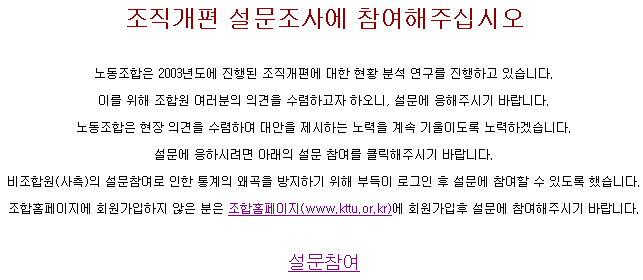 조직개편 설문조사에 참여해주십시오
노동조합은 2003년도에 진행된 조직개편에 대한 현황 분석 연구를 진행하고 있습니다.
이를 위해 조합원 여러분의 의견을 수렴하고자 하오니, 설문에 응해주시기 바랍니다.
노동조합은 현장 의견을 수렴하여 대안을 제시하는 노력을 계속 기울이도록 노력하겠습니다.
설문에 응하시려면 아래의 설문 참여를 클릭해주시기 바랍니다.
비조합원(사측)의 설문참여로 인한 통계의 왜곡을 방지하기 위해 부득이 로그인 후 설문에 참여할 수 있도록 했습니다.
조합홈페이지에 회원가입하지 않은 분은 조합홈페이지(www.kttu.or.kr)에 회원가입후 설문에 참여해주시기 바랍니다.
설문참여